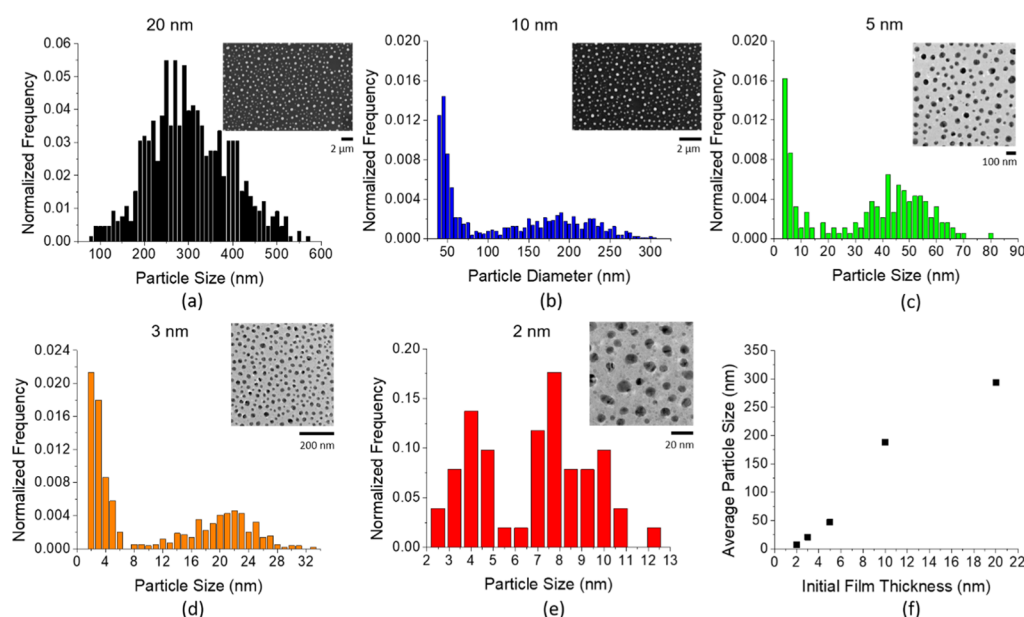 20 nm
Normalized Frequency
0.06
0.05
0.04
0.03
0.02
0.01
0.00
100 200 300 400 500 600
2 μm
Particle Size (nm)
(a)
10 nm
Normalized Frequency
0.020
0.016
0.012
0.008
0.004
0.000
50 100 150 200 250 300
2 μm
Particle Diameter (nm)
(b)
5 nm
Normalized Frequency
0.020
0.016
0.012
0.008
0.004
0.000
0 10 20 30 40 50 60 70 80 90
100 nm
Particle Size (nm)
(c)
3 nm
Normalized Frequency
0.024
0.020
0.016
0.012
0.008
0.004
0.000
0 4 8 12 16 20 24 28 32
200 nm
Particle Size (nm)
(d)
2 nm
Normalized Frequency
0.20
0.15
0.10
0.05
0.00
2 3 4 5 6 7 8 9 10 11 12 13
20 nm
Particle Size (nm)
(e)
Average Particle Size (nm)
350
300
250
200
150
100
50
0
0 2 4 6 8 10 12 14 16 18 20 22
Initial Film Thickness (nm)
(f)